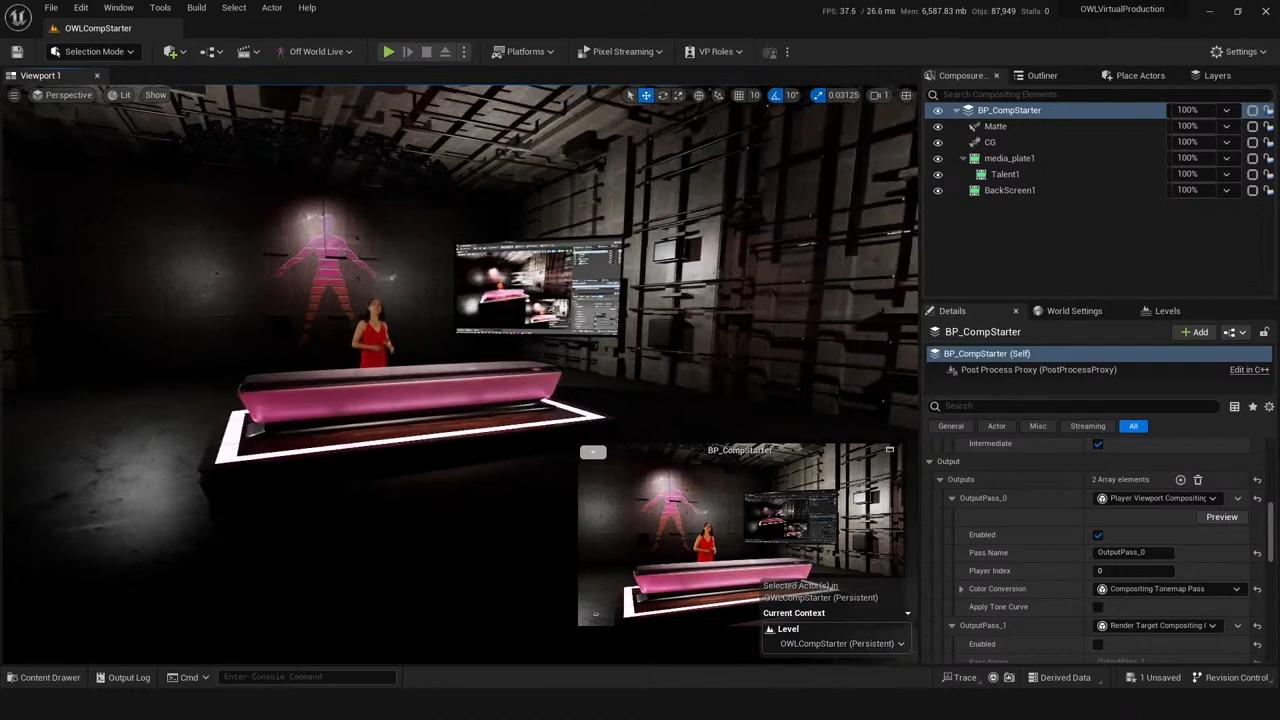 File Edit Window Tools Build Select Actor Help
FPS: 37.6 / 26.6 ms Mem: 6,587.83 mb Objs: 87,949 Stalls: 0
OWLVirtualProduction
OWLCompStarter
Selection Mode
Off World Live
Platforms
Pixel Streaming
VP Roles
Settings
Viewport 1
Composure...
Outliner
Place Actors
Layers
Perspective
Lit
Show
10
10°
0.03125
1
Search Compositing Elements
BP_CompStarter 100%
Matte 100%
CG 100%
media_plate1 100%
Talent1 100%
BackScreen1 100%
Details
World Settings
Levels
BP_CompStarter
Add
BP_CompStarter (Self)
Post Process Proxy (PostProcessProxy) Edit in C++
Search
General Actor Misc Streaming All
Intermediate
Output
Outputs 2 Array elements
OutputPass_0 Player Viewport Compositing
Preview
Enabled
Pass Name OutputPass_0
Player Index 0
Color Conversion Compositing Tonemap Pass
Apply Tone Curve
OutputPass_1 Render Target Compositing
Enabled
Pass Name OutputPass_1
BP_CompStarter
Selected Actor(s) in
OWLCompStarter (Persistent)
Current Context
Level
OWLCompStarter (Persistent)
Content Drawer
Output Log
Cmd
Enter Console Command
Trace
Derived Data
1 Unsaved
Revision Control